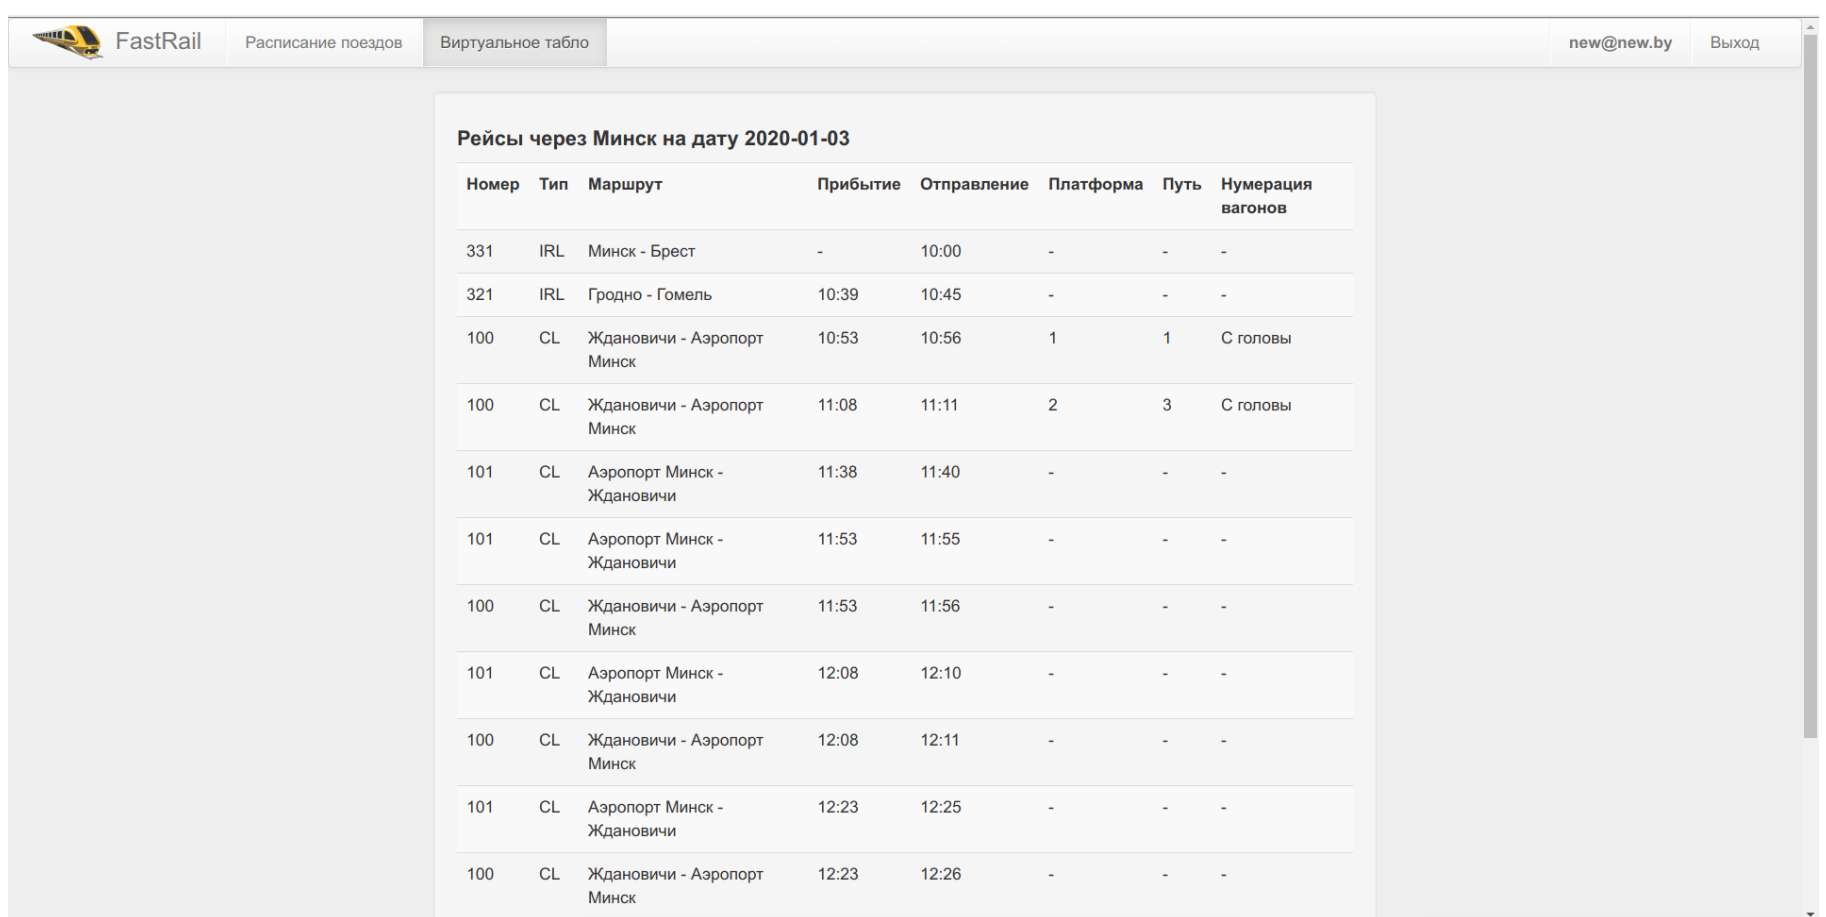 FastRail Расписание поездов Виртуальное табло new@new.by Выход
Рейсы через Минск на дату 2020-01-03
Номер Тип Маршрут Прибытие Отправление Платформа Путь Нумерация
вагонов
331 IRL Минск - Брест - 10:00 - - -
321 IRL Гродно - Гомель 10:39 10:45 - - -
100 CL Ждановичи - Аэропорт 10:53 10:56 1 1 С головы
Минск
100 CL Ждановичи - Аэропорт 11:08 11:11 2 3 С головы
Минск
101 CL Аэропорт Минск - 11:38 11:40 - - -
Ждановичи
101 CL Аэропорт Минск - 11:53 11:55 - - -
Ждановичи
100 CL Ждановичи - Аэропорт 11:53 11:56 - - -
Минск
101 CL Аэропорт Минск - 12:08 12:10 - - -
Ждановичи
100 CL Ждановичи - Аэропорт 12:08 12:11 - - -
Минск
101 CL Аэропорт Минск - 12:23 12:25 - - -
Ждановичи
100 CL Ждановичи - Аэропорт 12:23 12:26 - - -
Минск